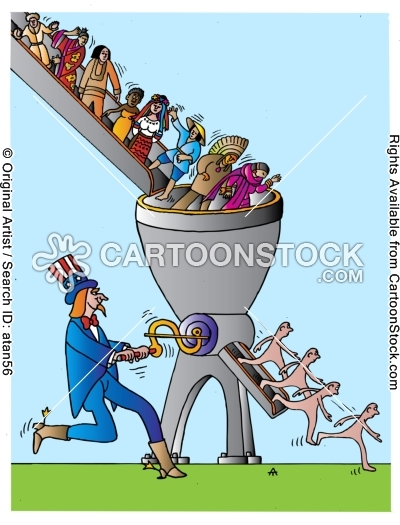 © Original Artist / Search ID: atan56
Rights Available from CartoonStock.com
CARTOONSTOCK
.COM